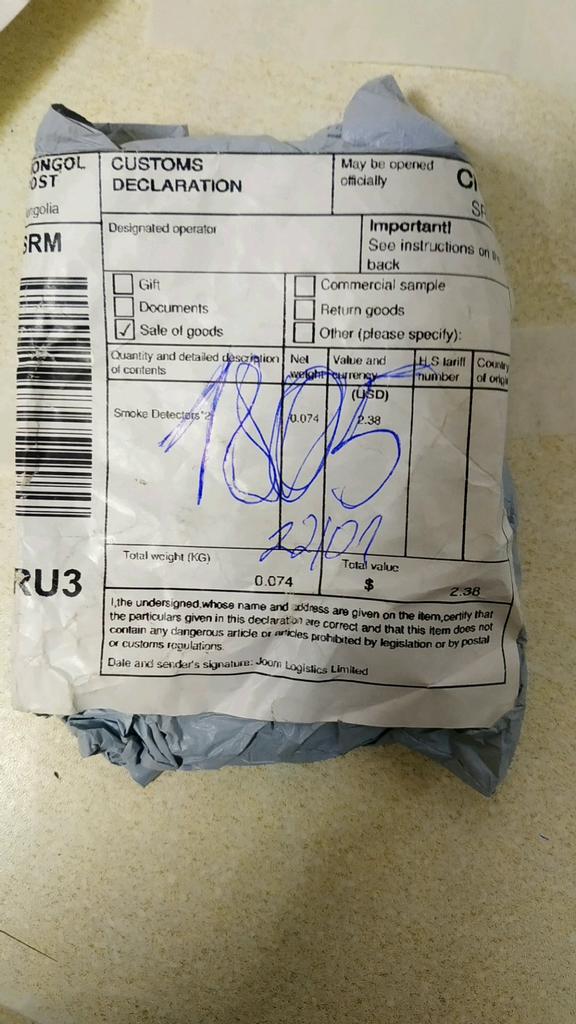 ONGOL
OST
ngolia
SRM
RU3
CUSTOMS
DECLARATION
May be opened
officially
Designated operator
Important!
See instructions on
back
Gift
Documents
✓ Sale of goods
Commercial sample
Return goods
Other (please specify):
Quantity and detailed description
of contents
Net
weight
Value and
currency
(USD)
H.S tariff
number
Country
of origin
Smoke Detectors*2
0.074
2.38
1805
22/01
Total weight (KG)
0.074
Total value
$ 2.38
I,the undersigned,whose name and address are given on the item,certify that
the particulars given in this declaration are correct and that this item does not
contain any dangerous article or articles prohibited by legislation or by postal
or customs regulations.
Date and sender's signature: Joom Logistics Limited